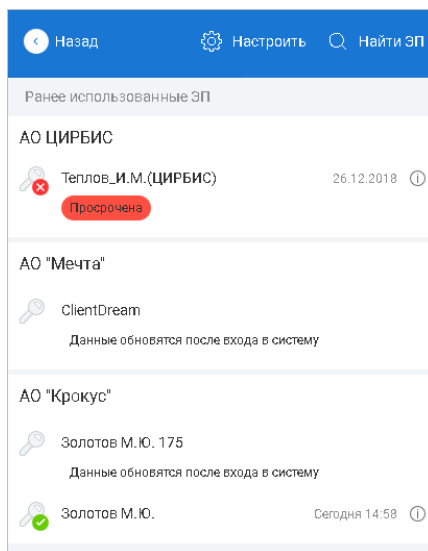 Назад Настроить Найти ЭП
Ранее использованные ЭП
АО ЦИРБИС
Теплов_И.М.(ЦИРБИС) 26.12.2018
Просрочена
АО "Мечта"
ClientDream
Данные обновятся после входа в систему
АО "Крокус"
Золотов М.Ю. 175
Данные обновятся после входа в систему
Золотов М.Ю. Сегодня 14:58